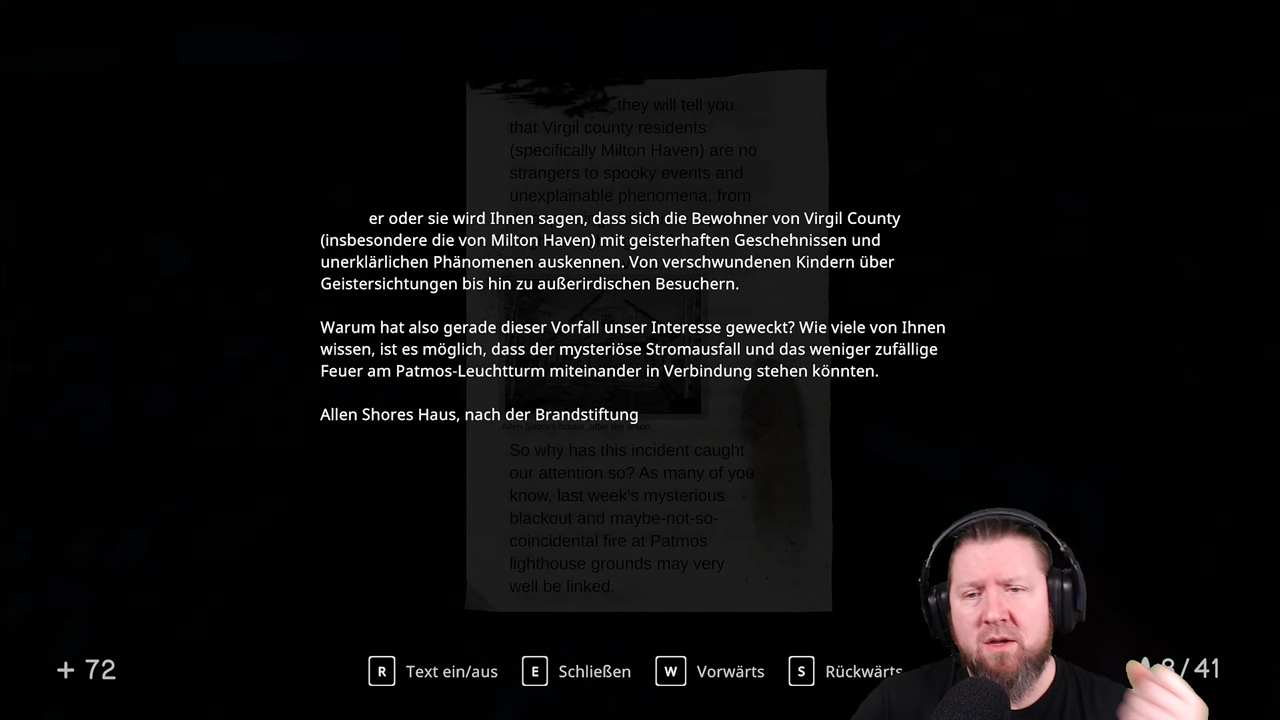 they will tell you
that Virgil county residents
(specifically Milton Haven) are no
strangers to spooky events and
unexplainable phenomena, from
er oder sie wird Ihnen sagen, dass sich die Bewohner von Virgil County
(insbesondere die von Milton Haven) mit geisterhaften Geschehnissen und
unerklärlichen Phänomenen auskennen. Von verschwundenen Kindern über
Geistersichtungen bis hin zu außerirdischen Besuchern.
Warum hat also gerade dieser Vorfall unser Interesse geweckt? Wie viele von Ihnen
wissen, ist es möglich, dass der mysteriöse Stromausfall und das weniger zufällige
Feuer am Patmos-Leuchtturm miteinander in Verbindung stehen könnten.
Allen Shores Haus, nach der Brandstiftung
Allen Shore's house, after the arson
So why has this incident caught
our attention so? As many of you
know, last week's mysterious
blackout and maybe-not-so-
coincidental fire at Patmos
lighthouse grounds may very
well be linked.
+ 72
R Text ein/aus E Schließen W Vorwärts S Rückwärts
/41